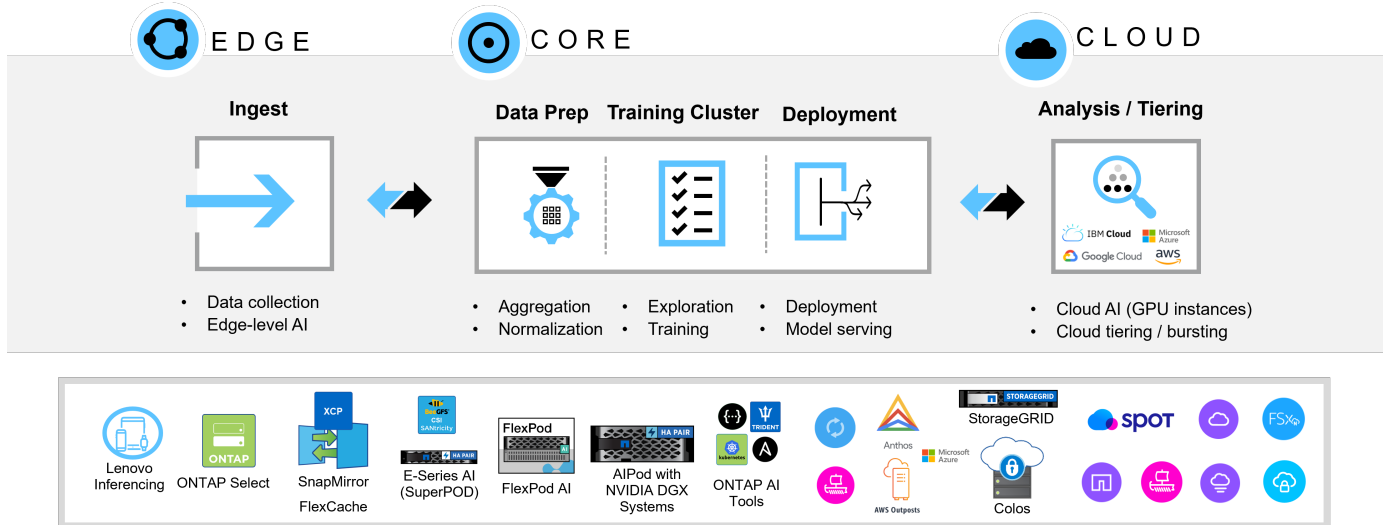 EDGE
CORE
CLOUD
Ingest
Data Prep
Training Cluster
Deployment
Analysis / Tiering
IBM Cloud
Microsoft
Azure
Google Cloud
aws
• Data collection
• Edge-level AI
• Aggregation
• Normalization
• Exploration
• Training
• Deployment
• Model serving
• Cloud AI (GPU instances)
• Cloud tiering / bursting
Lenovo
Inferencing
ONTAP
ONTAP Select
XCP
SnapMirror
FlexCache
BeeGFS
CSI
SANtricity
HA PAIR
E-Series AI
(SuperPOD)
FlexPod
AI
FlexPod AI
HA PAIR
AIPod with
NVIDIA DGX
Systems
{··}
TRIDENT
kubernetes
A
ONTAP AI
Tools
Anthos
Microsoft
Azure
AWS Outposts
STORAGEGRID
StorageGRID
Colos
spot
FSx